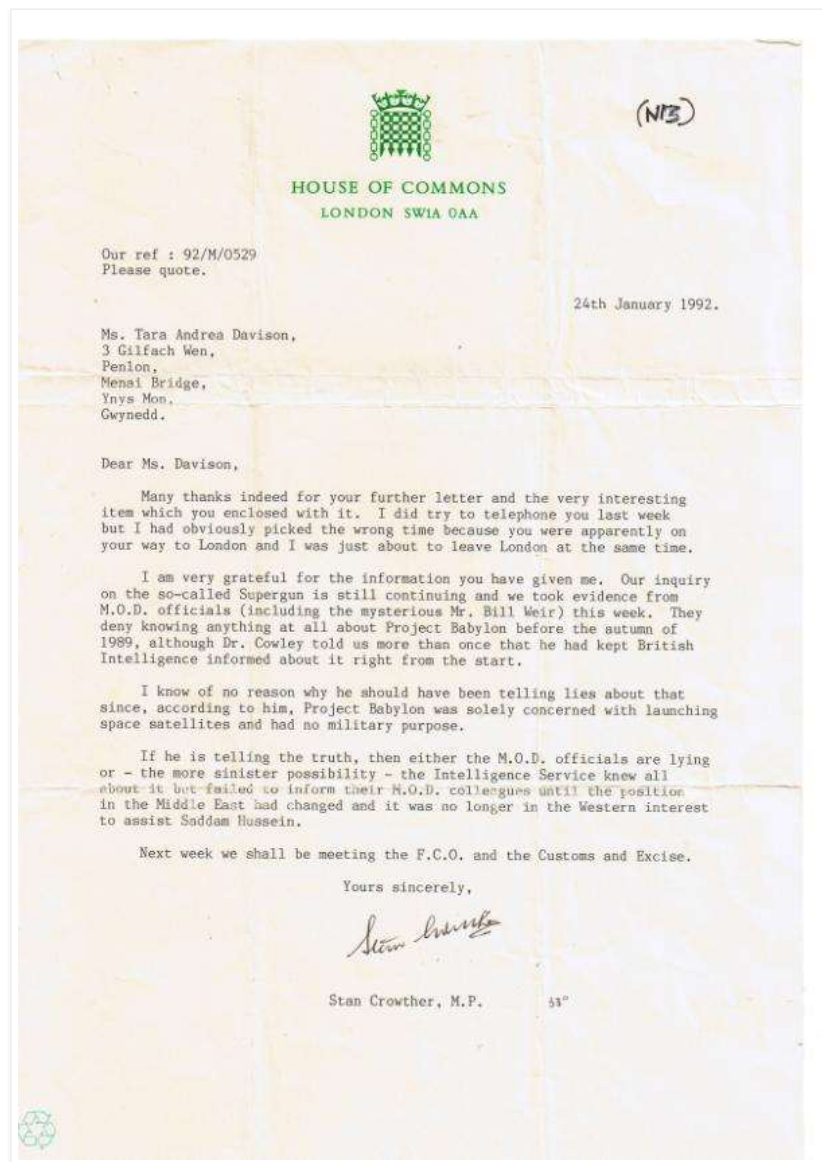 (NB)
HOUSE OF COMMONS
LONDON SW1A 0AA
Our ref : 92/M/0529
Please quote.
24th January 1992.
Ms. Tara Andrea Davison,
3 Gilfach Wen,
Penlon,
Menai Bridge,
Ynys Mon.
Gwynedd.
Dear Ms. Davison,
Many thanks indeed for your further letter and the very interesting
item which you enclosed with it. I did try to telephone you last week
but I had obviously picked the wrong time because you were apparently on
your way to London and I was just about to leave London at the same time.
I am very grateful for the information you have given me. Our inquiry
on the so-called Supergun is still continuing and we took evidence from
M.O.D. officials (including the mysterious Mr. Bill Weir) this week. They
deny knowing anything at all about Project Babylon before the autumn of
1989, although Dr. Cowley told us more than once that he had kept British
Intelligence informed about it right from the start.
I know of no reason why he should have been telling lies about that
since, according to him, Project Babylon was solely concerned with launching
space satellites and had no military purpose.
If he is telling the truth, then either the M.O.D. officials are lying
or - the more sinister possibility - the Intelligence Service knew all
about it but failed to inform their M.O.D. colleagues until the position
in the Middle East had changed and it was no longer in the Western interest
to assist Saddam Hussein.
Next week we shall be meeting the F.C.O. and the Customs and Excise.
Yours sincerely,
Stan Crowther
Stan Crowther, M.P.